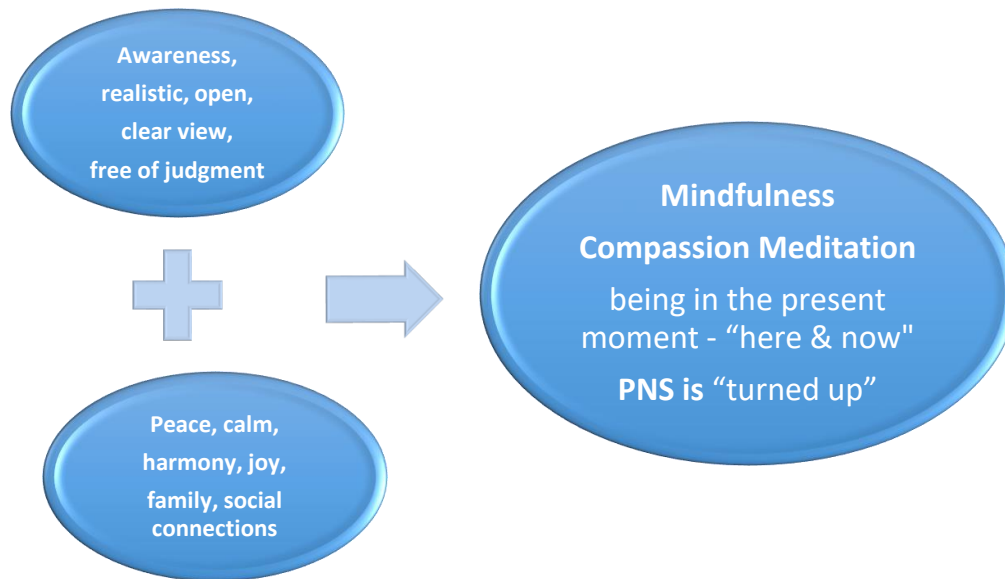 Awareness,
realistic, open,
clear view,
free of judgment
Peace, calm,
harmony, joy,
family, social
connections
Mindfulness
Compassion Meditation
being in the present
moment - “here & now"
PNS is “turned up”